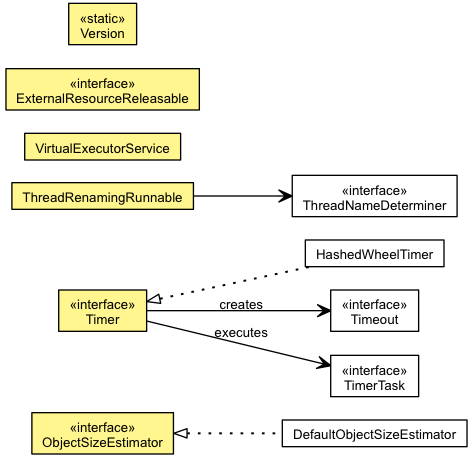 «static»
Version
«interface»
ExternalResourceReleasable
VirtualExecutorService
ThreadRenamingRunnable
«interface»
ThreadNameDeterminer
HashedWheelTimer
«interface»
Timer
creates
«interface»
Timeout
executes
«interface»
TimerTask
«interface»
ObjectSizeEstimator
DefaultObjectSizeEstimator